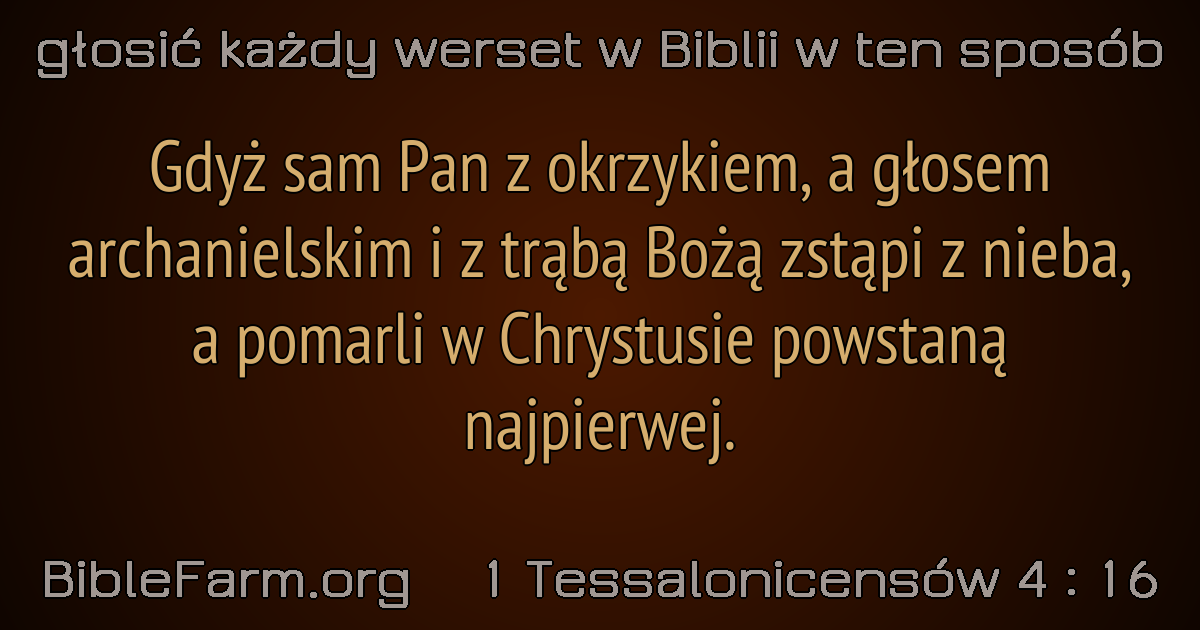 głosić każdy werset w Biblii w ten sposób
Gdyż sam Pan z okrzykiem, a głosem
archanielskim i z trąbą Bożą zstąpi z nieba,
a pomarli w Chrystusie powstaną
najpierwej.
BibleFarm.org 1 Tessalonicensów 4 : 16